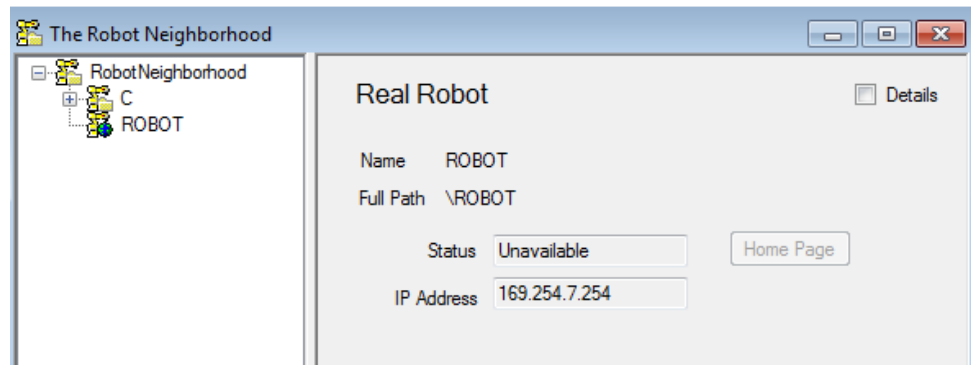 The Robot Neighborhood
RobotNeighborhood
C
ROBOT
Real Robot
Details
Name ROBOT
Full Path \ROBOT
Status Unavailable
Home Page
IP Address 169.254.7.254